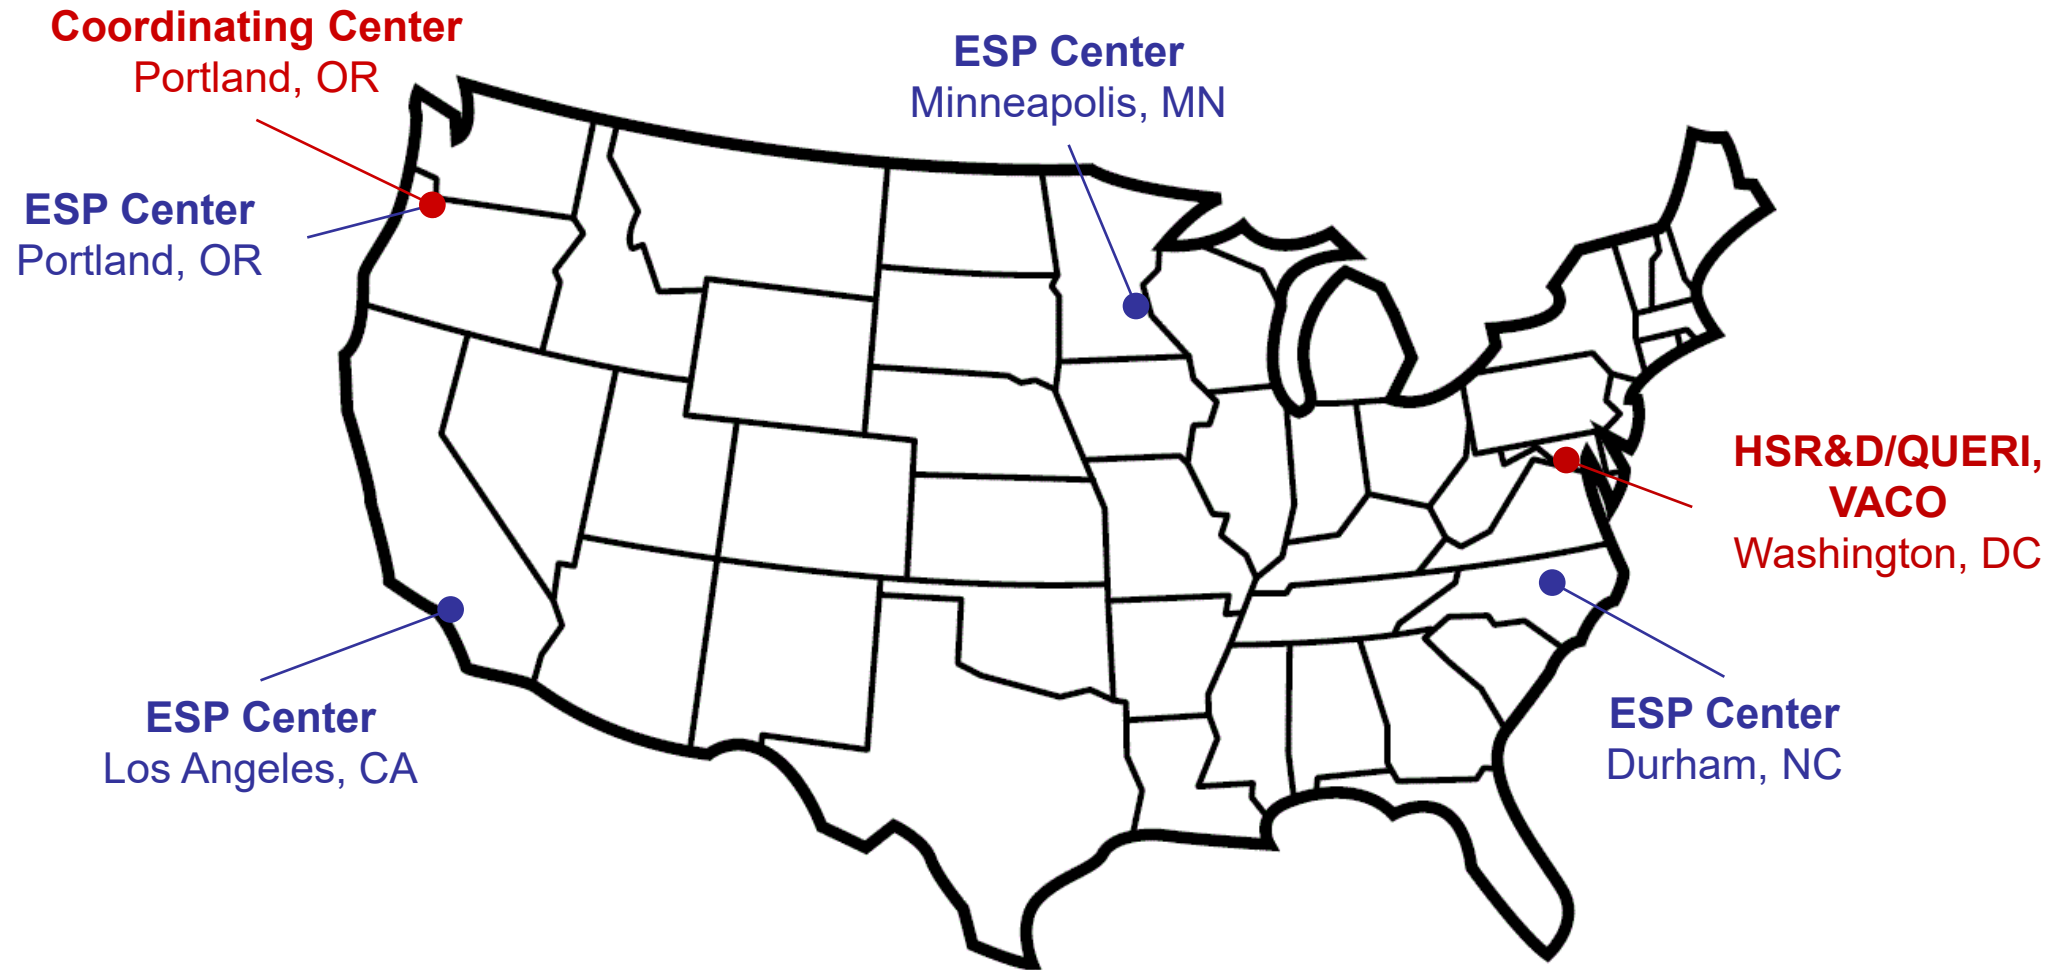 Coordinating Center
Portland, OR
ESP Center
Minneapolis, MN
ESP Center
Portland, OR
HSR&D/QUERI,
VACO
Washington, DC
ESP Center
Los Angeles, CA
ESP Center
Durham, NC